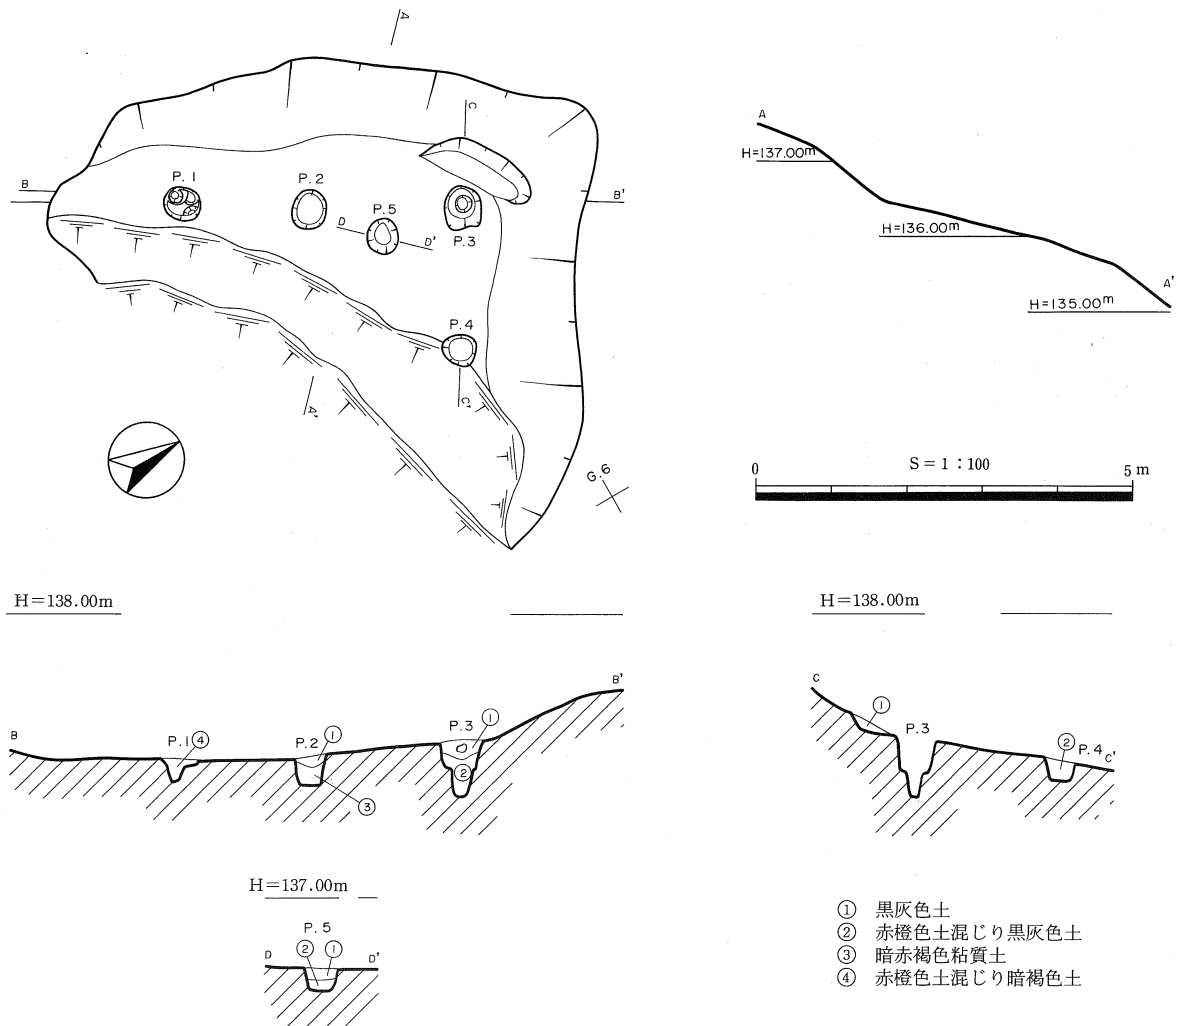 A
C
B
P. 1
P. 2
P. 5
D
D'
P.3
B'
P.4
A'
C'
G.6
A
H=137.00m
H=136.00m
A'
H=135.00m
0
S=1:100
5 m
H=138.00m
B
P.1 ④
P.2
①
P.3
①
②
③
B'
H=138.00m
C
①
P.3
②
P.4
C'
H=137.00m
P. 5
D
② ①
D'
① 黒灰色土
② 赤橙色土混じり黒灰色土
③ 暗赤褐色粘質土
④ 赤橙色土混じり暗褐色土